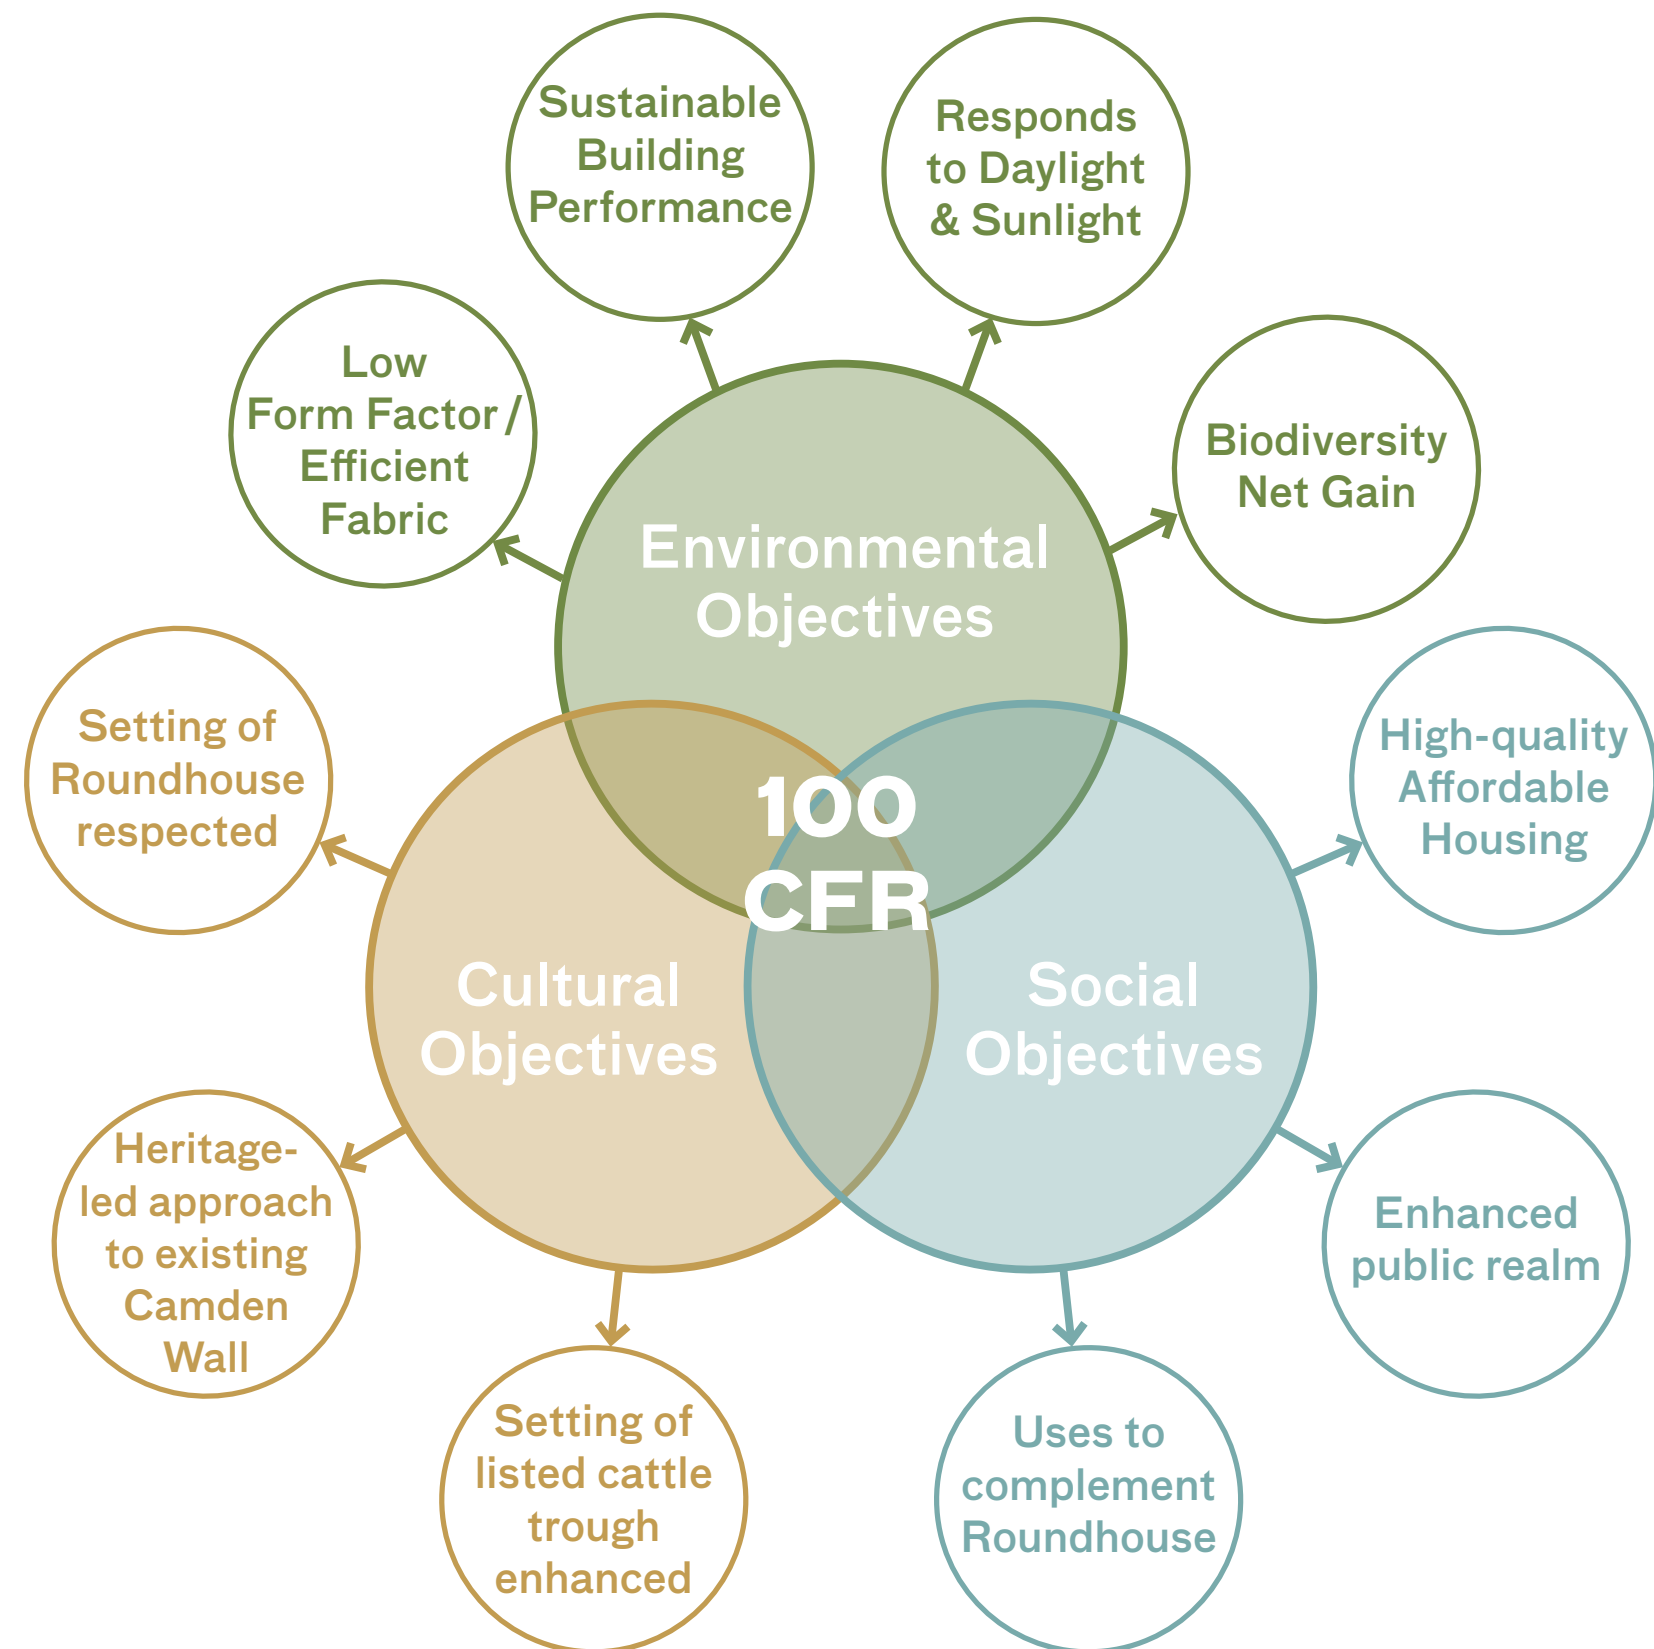 Sustainable
Building
Performance
Responds
to Daylight
& Sunlight
Low
Form Factor /
Efficient
Fabric
Biodiversity
Net Gain
Environmental
Objectives
Setting of
Roundhouse
respected
High-quality
Affordable
Housing
100
CFR
Cultural
Objectives
Social
Objectives
Heritage-
led approach
to existing
Camden
Wall
Enhanced
public realm
Setting of
listed cattle
trough
enhanced
Uses to
complement
Roundhouse